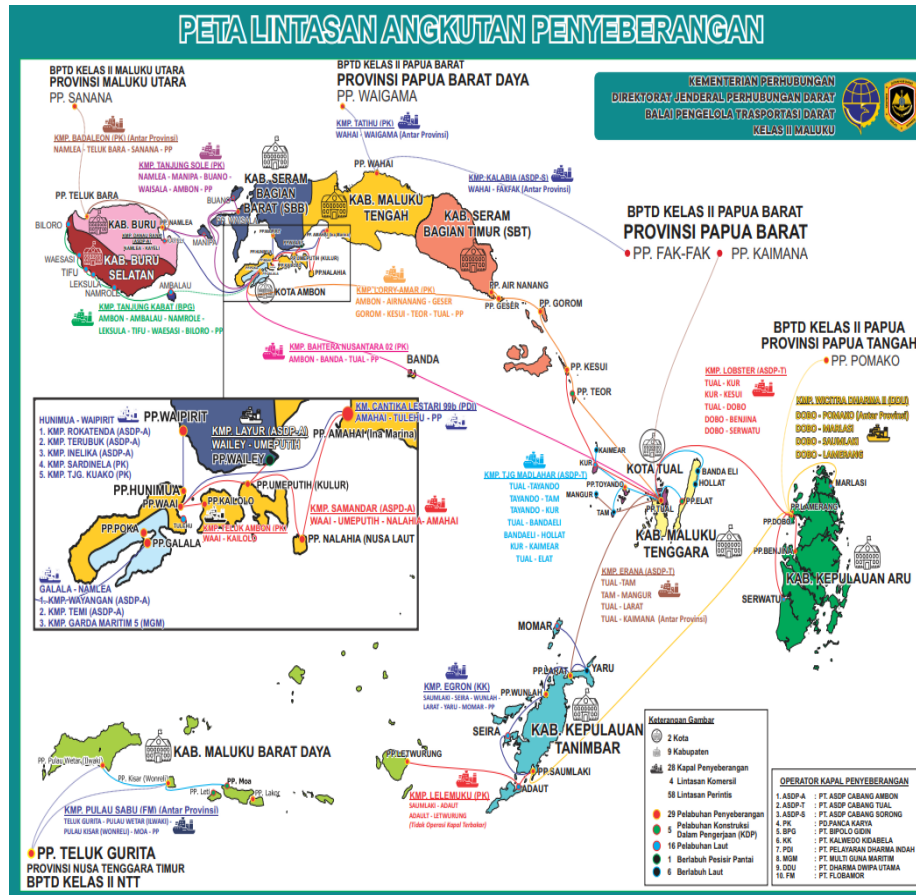 PETA LINTASAN ANGKUTAN PENYEBERANGAN
BPTD KELAS II MALUKU UTARA
PROVINSI MALUKU UTARA
PP. SANANA
BPTD KELAS II PAPUA BARAT
PROVINSI PAPUA BARAT DAYA
PP. WAIGAMA
KEMENTERIAN PERHUBUNGAN
DIREKTORAT JENDERAL PERHUBUNGAN DARAT
BALAI PENGELOLA TRASPORTASI DARAT
KELAS II MALUKU
KMP. BADALEON (PK) (Antar Provinsi)
NAMLEA - TELUK BARA - SANANA - PP
KMP. TATIHU (PK)
WAHAI - WAIGAMA (Antar Provinsi)
KMP. TANJUNG SOLE (PK)
NAMLEA - MANIPA - BUANO -
WAISALA - AMBON - PP
KMP. KALABIA (ASDP-S)
WAHAI - FAKFAK (Antar Provinsi)
PP. WAHAI
KAB. SERAM
BAGIAN
BARAT (SBB)
KAB. MALUKU
TENGAH
KAB. SERAM
BAGIAN TIMUR (SBT)
PP. TELUK BARA
BUANO
BILORO
KAB. BURU
PP. NAMLEA
MANIPA
WAESASI
TIFU
KAB. BURU
SELATAN
LEKSULA
NAMROLE
AMBALAU
KOTA AMBON
PP.NALAHIA
BPTD KELAS II PAPUA BARAT
PROVINSI PAPUA BARAT
PP. FAK-FAK
PP. KAIMANA
KMP. TANJUNG KABAT (BPG)
AMBON - AMBALAU - NAMROLE -
LEKSULA - TIFU - WAESASI - BILORO - PP
KMP. LORRY-AMAR (PK)
AMBON - AIRNANANG - GESER
GOROM - KESUI - TEOR - TUAL - PP
PP. AIR NANANG
PP. GESER
PP. GOROM
KMP. BAHTERA NUSANTARA 02 (PK)
AMBON - BANDA - TUAL - PP
BANDA
PP. KESUI
PP. TEOR
BPTD KELAS II PAPUA
PROVINSI PAPUA TANGAH
PP. POMAKO
KMP. LOBSTER (ASDP-T)
TUAL - KUR
KUR - KESUI
TUAL - DOBO
DOBO - BENJINA
DOBO - SERWATU
KMP. WICITRA DHARMA II (DDU)
DOBO - POMAKO (Antar Provinsi)
DOBO - MARLASI
DOBO - SAUMLAKI
DOBO - LAMERANG
HUNIMUA - WAIPIRIT
1. KMP. ROKATENDA (ASDP-A)
2. KMP. TERUBUK (ASDP-A)
3. KMP. INELIKA (ASDP-A)
4. KMP. SARDINELA (PK)
5. KMP. TJG. KUAKO (PK)
PP.WAIPIRIT
KM. CANTIKA LESTARI 99b (PDI)
AMAHAI - TULEHU - PP
KMP. LAYUR (ASDP-A)
WAILEY - UMEPUTIH
PP. AMAHAI (Ina Marina)
PP.WAILEY
PP.HUNIMUA
PP.WAAI
PP.KAILOLO
PP.UMEPUTIH (KULUR)
TULEHU
KMP. TELUK AMBON (PK)
WAAI - KAILOLO
KMP. SAMANDAR (ASPD-A)
WAAI - UMEPUTIH - NALAHIA- AMAHAI
PP.POKA
PP.GALALA
PP. NALAHIA (NUSA LAUT
GALALA - NAMLEA
1. KMP. WAYANGAN (ASDP-A)
2. KMP. TEMI (ASDP-A)
3. KMP. GARDA MARITIM 5 (MGM)
KAIMEAR
KUR
KOTA TUAL
BANDA ELI
HOLLAT
PP.TOYANDO
MANGUR
TAM
PP.TUAL
PP.ELAT
KAB. MALUKU
TENGGARA
KMP. TJG MADLAHAR (ASDP-T)
TUAL -TAYANDO
TAYANDO - TAM
TAYANDO - KUR
TUAL - BANDAELI
BANDAELI - HOLLAT
KUR - KAIMEAR
TUAL - ELAT
MARLASI
PP.LAMERANG
PP.DOBO
PP.BENJINA
KAB. KEPULAUAN ARU
SERWATU
KMP. ERANA (ASDP-T)
TUAL -TAM
TAM - MANGUR
TUAL - LARAT
TUAL - KAIMANA (Antar Provinsi)
MOMAR
PP.LARAT
YARU
PP.WUNLAH
KMP. EGRON (KK)
SAUMLAKI - SEIRA - WUNLAH -
LARAT - YARU - MOMAR - PP
SEIRA
KAB. KEPULAUAN
TANIMBAR
PP.SAUMLAKI
ADAUT
PP.LETWURUNG
KMP. LELEMUKU (PK)
SAUMLAKI - ADAUT
ADAULT - LETWURUNG
(Tidak Operasi Kapal Terbakar)
KAB. MALUKU BARAT DAYA
PP. Pulau Wetar (Ilwaki)
PP. Kisar (Wonreli)
PP. Moa
PP. Leti
PP. Lakor
KMP. PULAU SABU (FM) (Antar Provinsi)
TELUK GURITA - PULAU WETAR (ILWAKI) -
PULAU KISAR (WONRELI) - MOA - PP
PP. TELUK GURITA
PROVINSI NUSA TENGGARA TIMUR
BPTD KELAS II NTT
Keterangan Gambar
2 Kota
9 Kabupaten
28 Kapal Penyeberangan
4 Lintasan Komersil
58 Lintasan Perintis
29 Pelabuhan Penyeberangan
5 Pelabuhan Konstruksi
Dalam Pengerjaan (KDP)
16 Pelabuhan Laut
1 Berlabuh Pesisir Pantai
6 Berlabuh Laut
OPERATOR KAPAL PENYEBERANGAN
1. ASDP-A : PT. ASDP CABANG AMBON
2. ASDP-T : PT. ASDP CABANG TUAL
3. ASDP-S : PT. ASDP CABANG SORONG
4. PK : PD.PANCA KARYA
5. BPG : PT. BIPOLO GIDIN
6. KK : PT. KALWEDO KIDABELA
7. PDI : PT. PELAYARAN DHARMA INDAH
8. MGM : PT. MULTI GUNA MARITIM
9. DDU : PT. DHARMA DWIPA UTAMA
10. FM : PT. FLOBAMOR